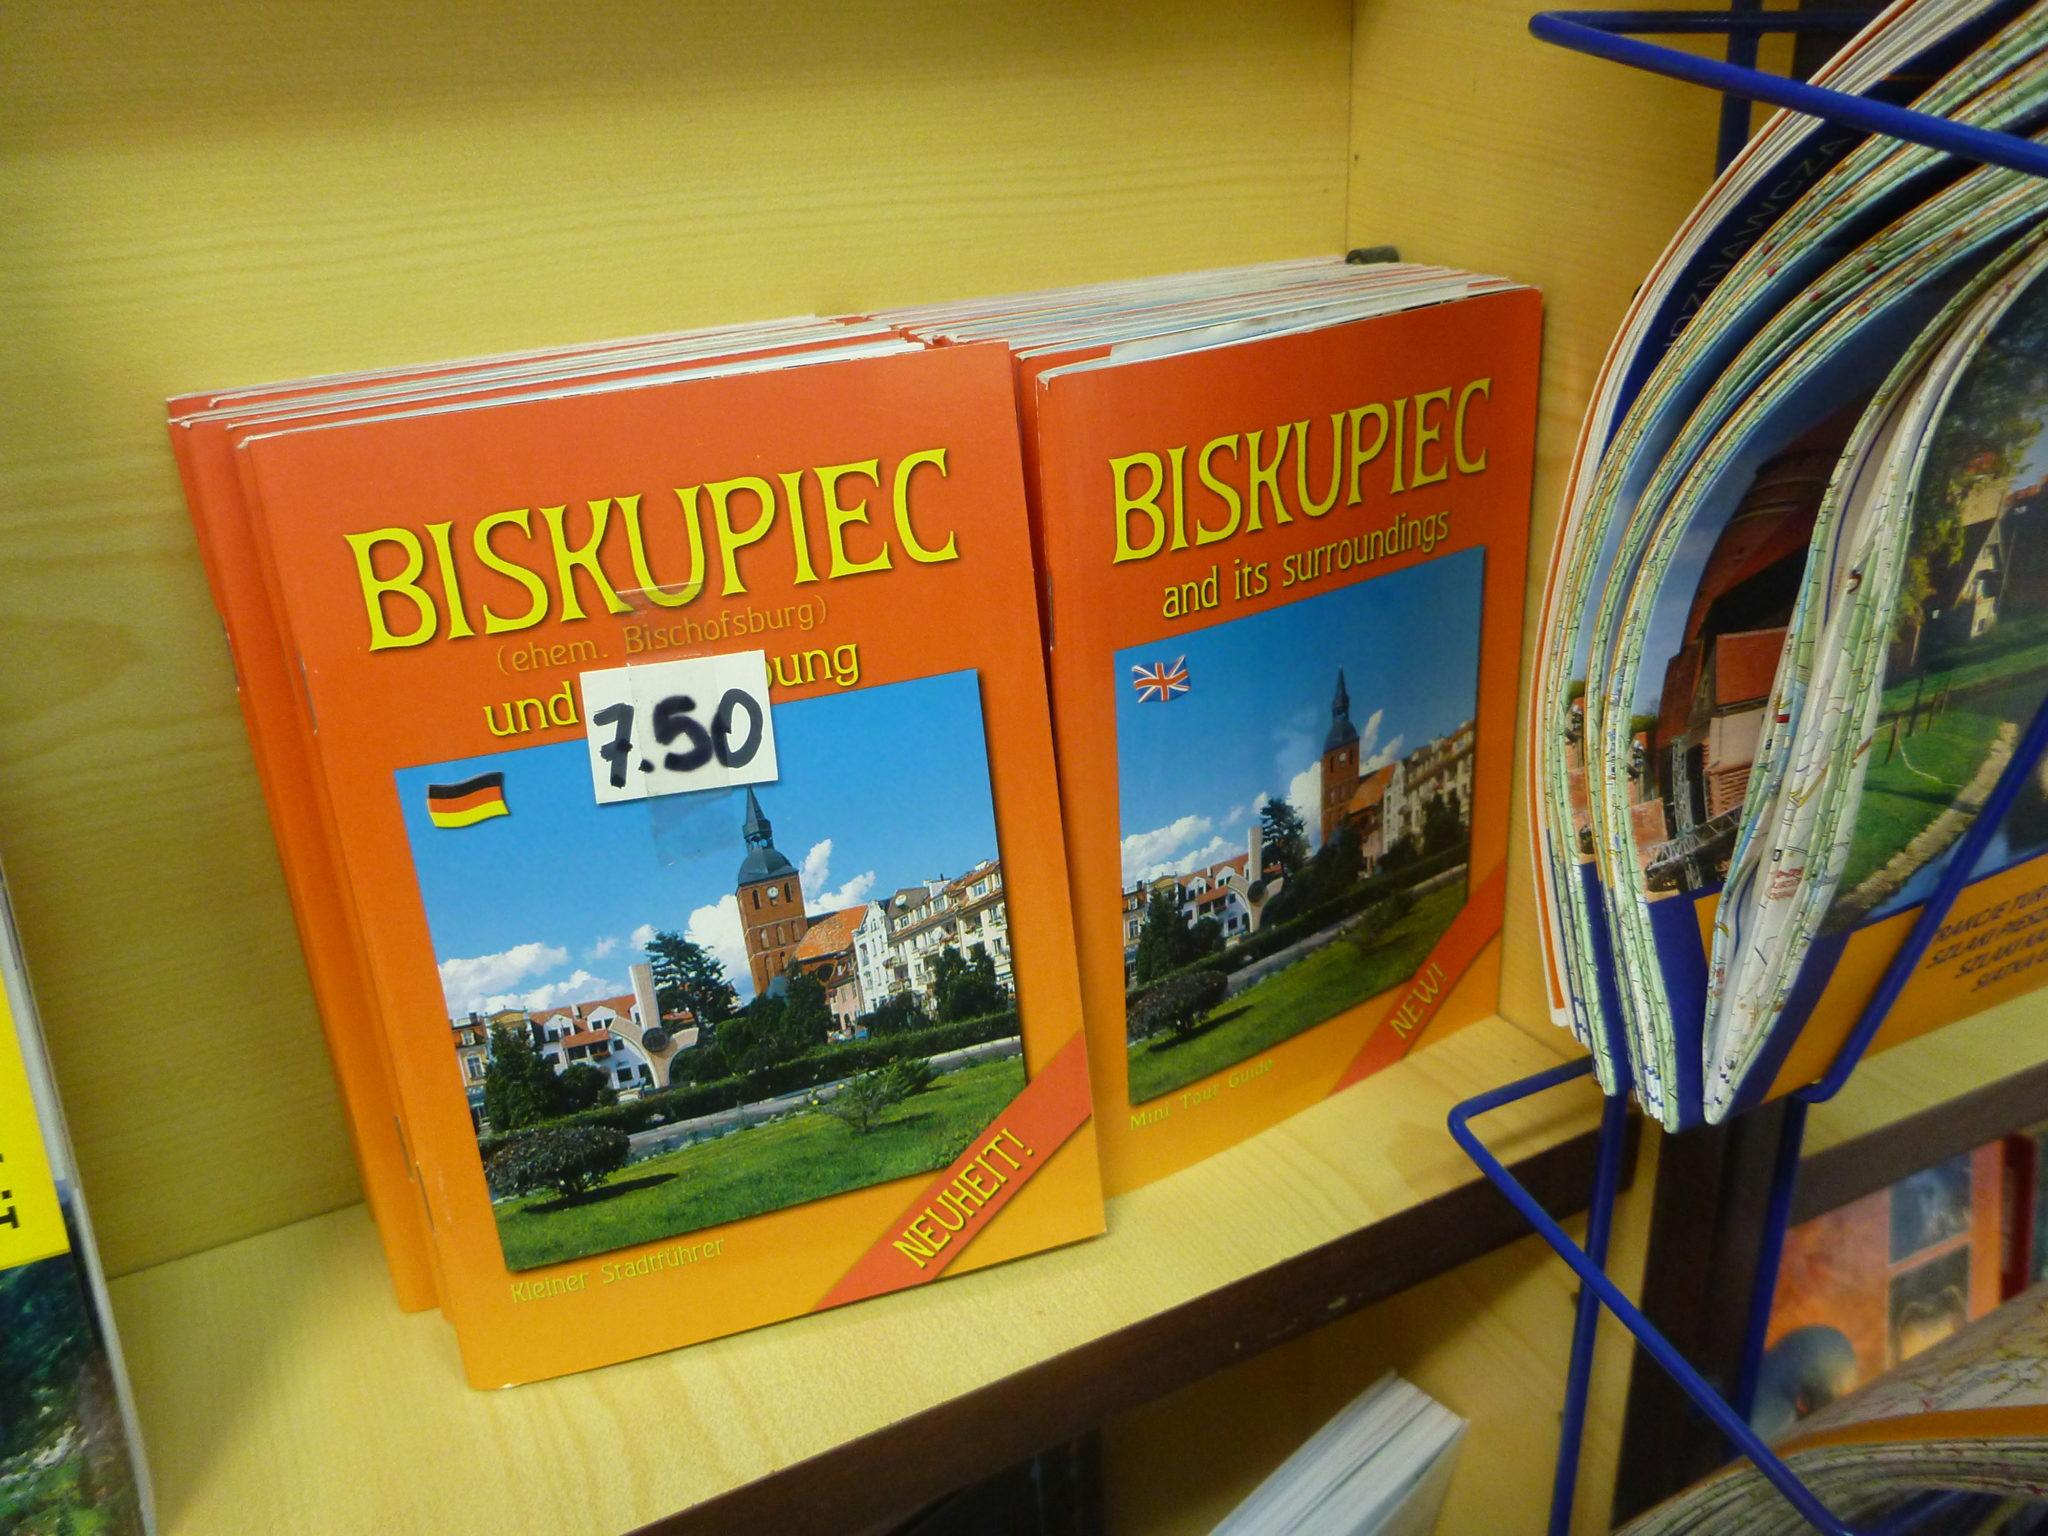 BISKUPIEC
(ehem. Bischofsburg)
und
7.50
Kleiner Stadtführer
NEUHEIT!
BISKUPIEC
and its surroundings
Mini Tour Guide
NEW!